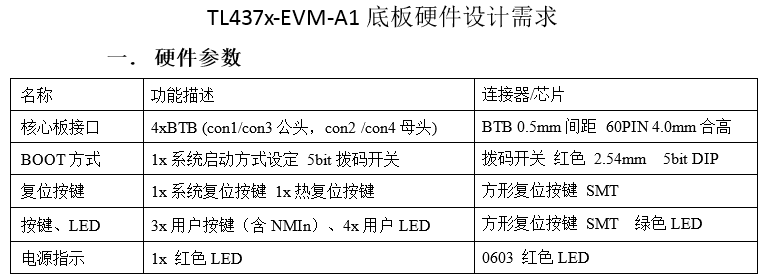 TL437x-EVM-A1 底板硬件设计需求
一．硬件参数
名称 功能描述 连接器/芯片
核心板接口 4xBTB (con1/con3 公头，con2 /con4 母头) BTB 0.5mm 间距 60PIN 4.0mm 合高
BOOT 方式 1x 系统启动方式设定 5bit 拨码开关 拨码开关 红色 2.54mm 5bit DIP
复位按键 1x 系统复位按键 1x 热复位按键 方形复位按键 SMT
按键、LED 3x 用户按键（含 NMIn）、4x 用户 LED 方形复位按键 SMT 绿色 LED
电源指示 1x 红色 LED 0603 红色 LED